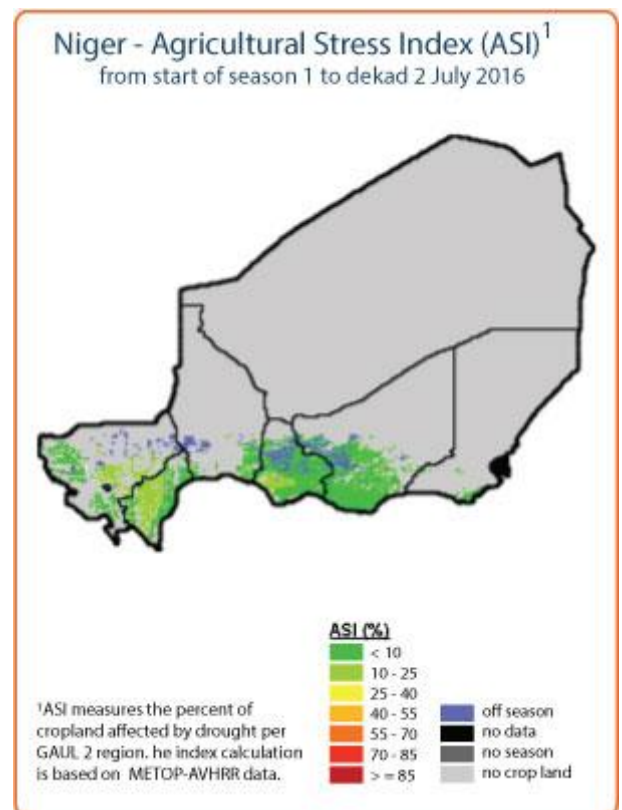 Niger - Agricultural Stress Index (ASI)¹
from start of season 1 to dekad 2 July 2016
ASI (%)
< 10
10 - 25
25 - 40
40 - 55
55 - 70
70 - 85
> = 85
off season
no data
no season
no crop land
¹ASI measures the percent of
cropland affected by drought per
GAUL 2 region. he index calculation
is based on METOP-AVHRR data.